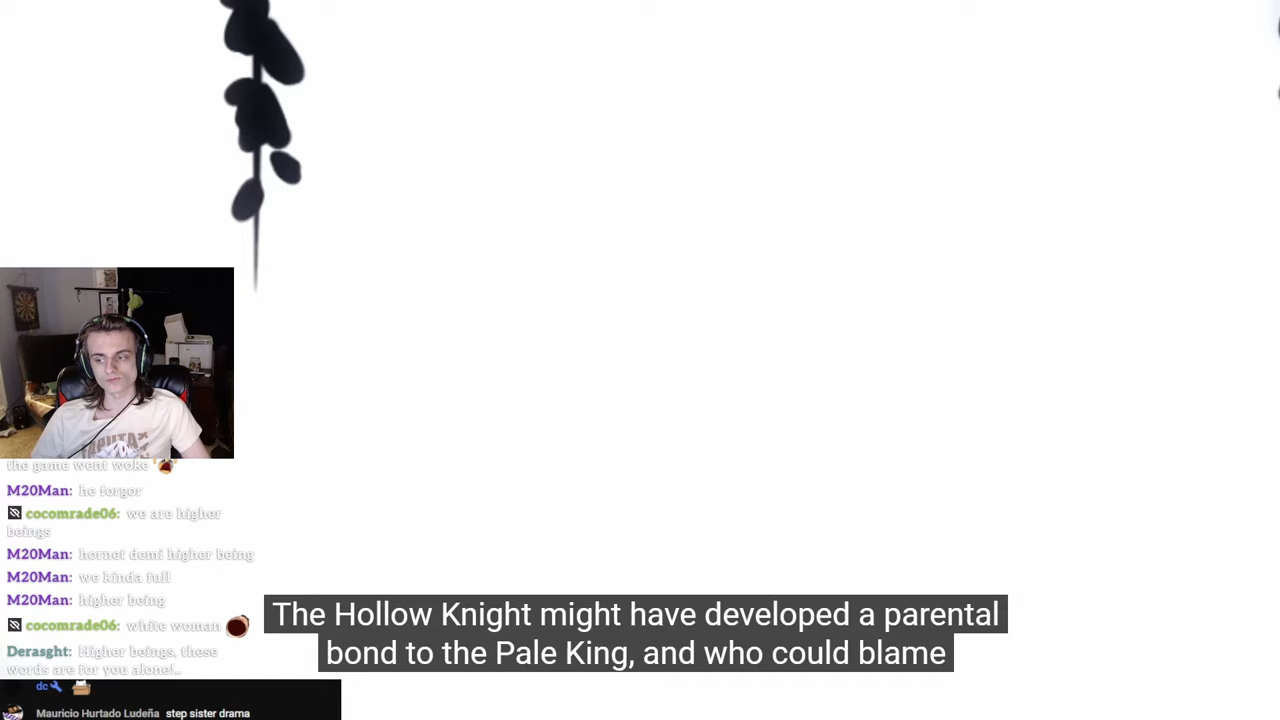 the game went woke
M20Man: he forgor
cocomrade06: we are higher
beings
M20Man: hornet demi higher being
M20Man: we kinda full
M20Man: higher being
cocomrade06: white woman
Derasght: Higher beings, these
words are for you alone!..
The Hollow Knight might have developed a parental
bond to the Pale King, and who could blame
dc
Mauricio Hurtado Ludeña step sister drama